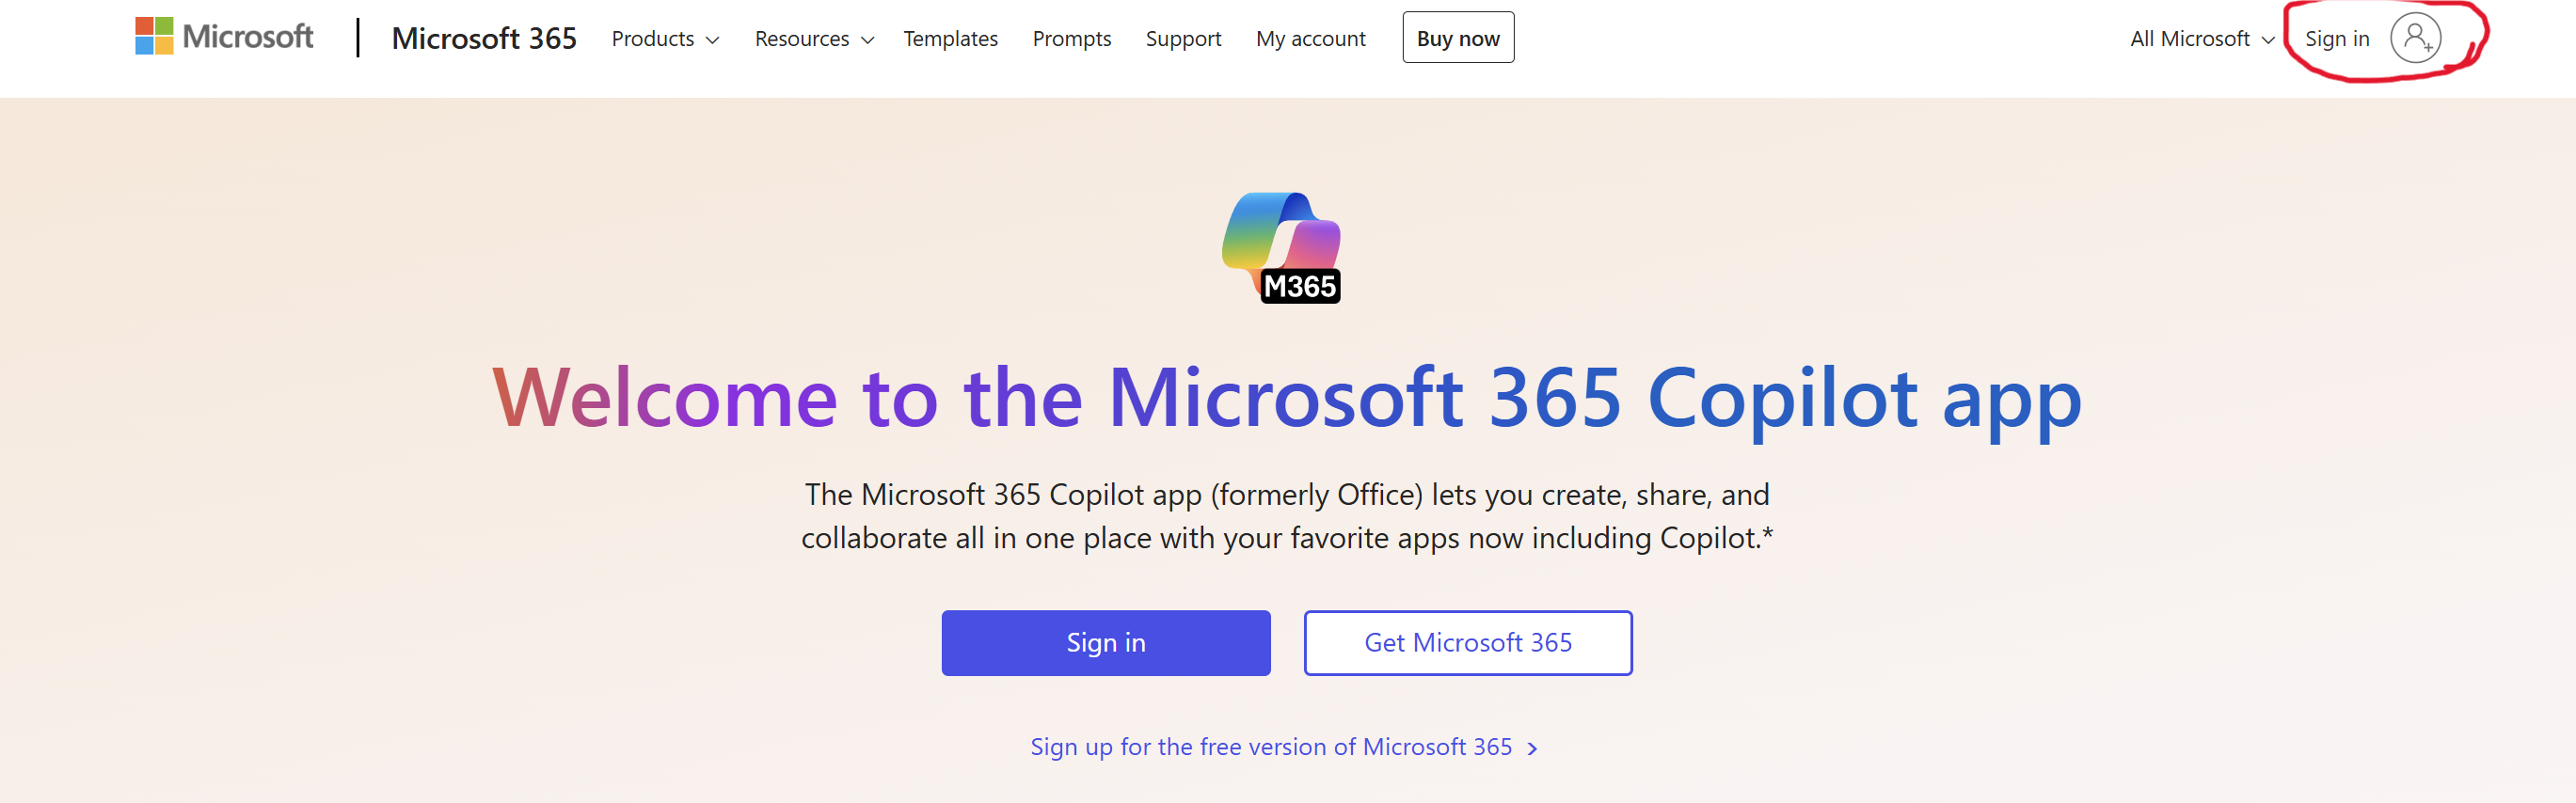 Microsoft | Microsoft 365 Products Resources Templates Prompts Support My account Buy now All Microsoft Sign in
M365
Welcome to the Microsoft 365 Copilot app
The Microsoft 365 Copilot app (formerly Office) lets you create, share, and
collaborate all in one place with your favorite apps now including Copilot.*
Sign in Get Microsoft 365
Sign up for the free version of Microsoft 365 >